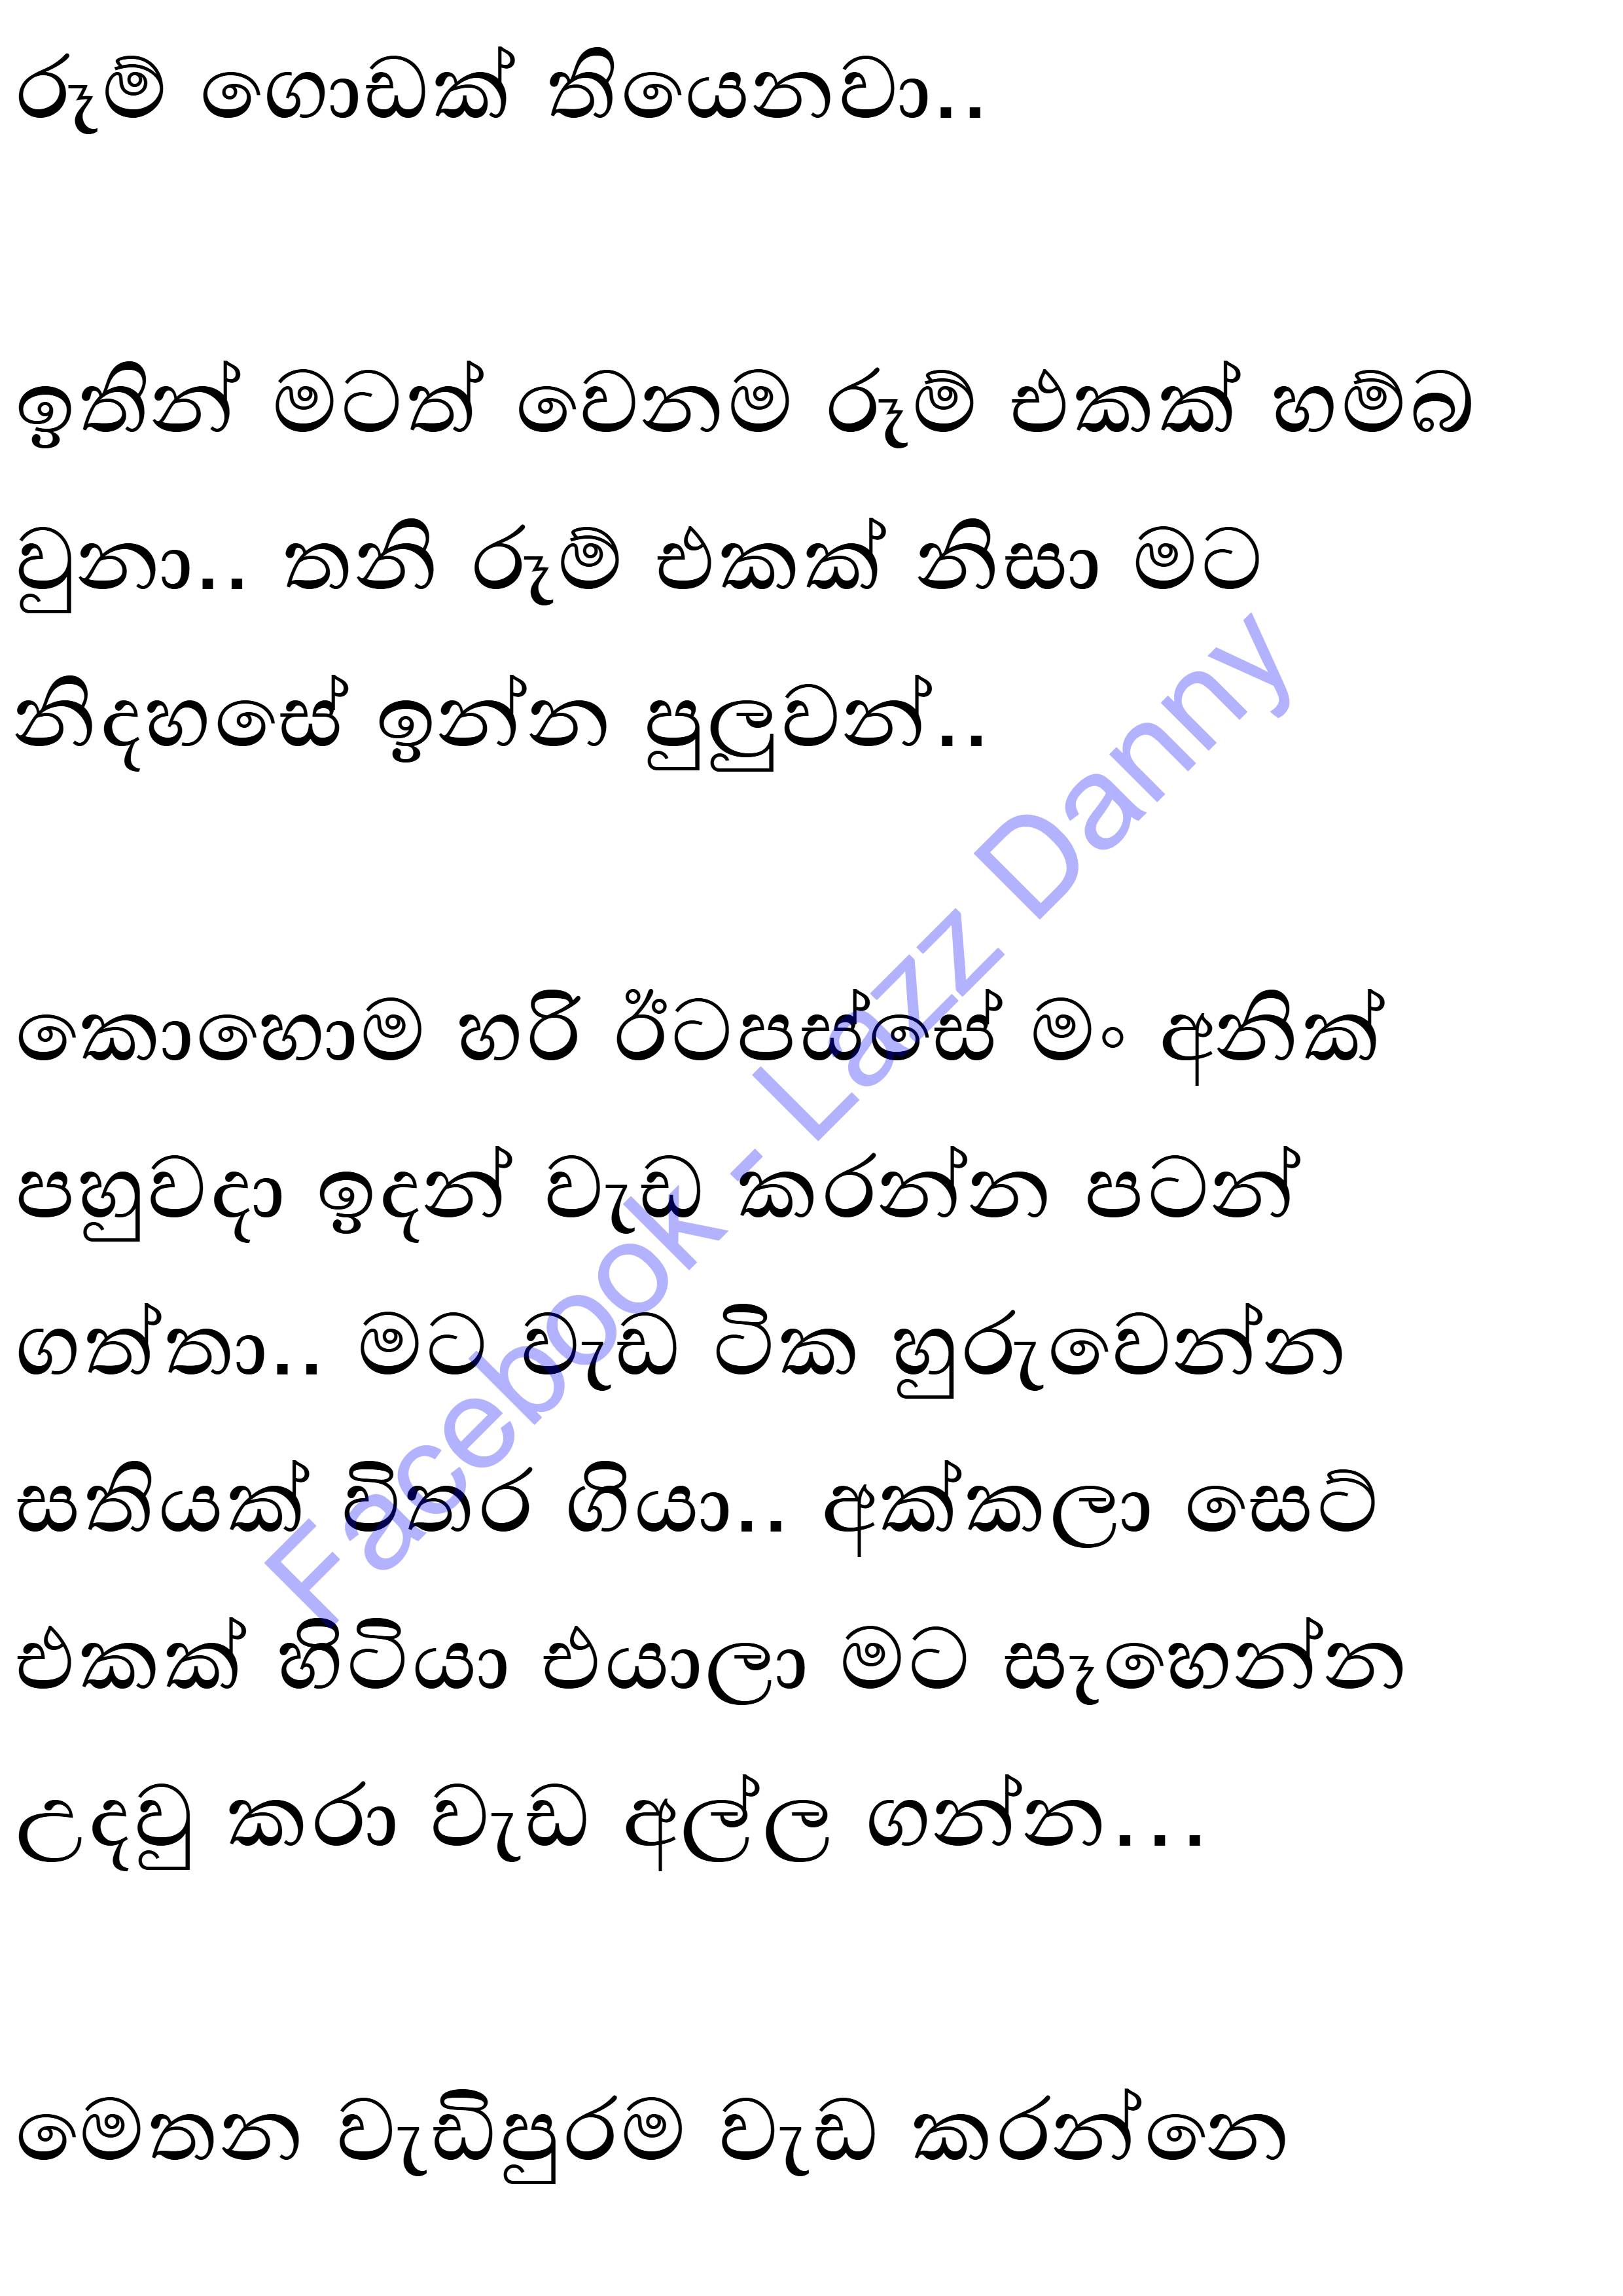 රූම් ගොඩක් තියෙනවා..
ඉතින් මටත් වෙනම රූම් එකක් හම්බ
වුනා.. තනි රූම් එකක් නිසා මට
නිදහසේ ඉන්න පුලුවන්..
කොහොම හරි ඊටපස්සේ මං අනික්
පහුවදා ඉදන් වැඩ කරන්න පටන්
ගත්තා.. මට වැඩ ටික හුරුවෙන්න
සතියක් විතර ගියා.. අක්කලා සෙට්
එකක් හිටියා එයාලා මට සෑහෙන්න
උදවු කරා වැඩ අල්ල ගන්න...
මෙතන වැඩිපුරම වැඩ කරන්නෙ
Facebook - Lazz Danny